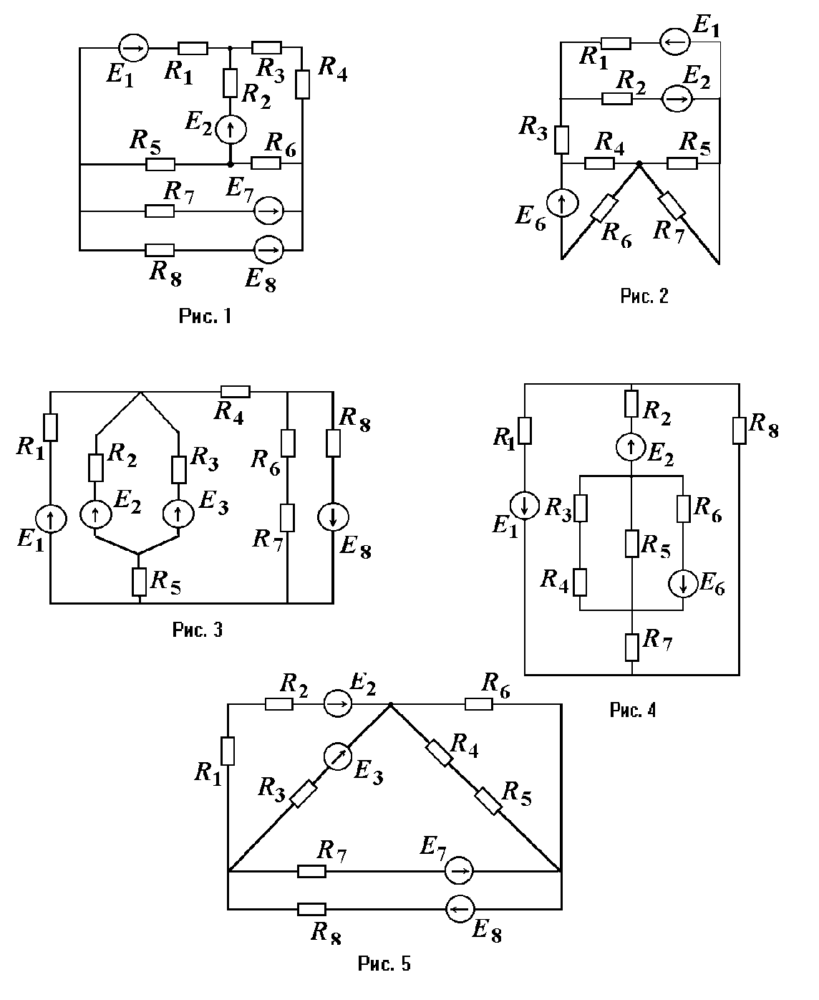 E1 R1 R3 R4
R2
E2
R5 R6
R7 E7
R8 E8
Рис. 1
R1 E1
R2 E2
R3
R4 R5
E6 R6 R7
Рис. 2
R4 R8
R1 R2 R3 R6
E2 E3
E1 R7 E8
R5
Рис. 3
R1 R2 R8
E2
E1 R3 R6
R5
R4 E6
R7
Рис. 4
R2 E2 R6
R1 R4
E3
R3 R5
R7 E7
R8 E8
Рис. 5